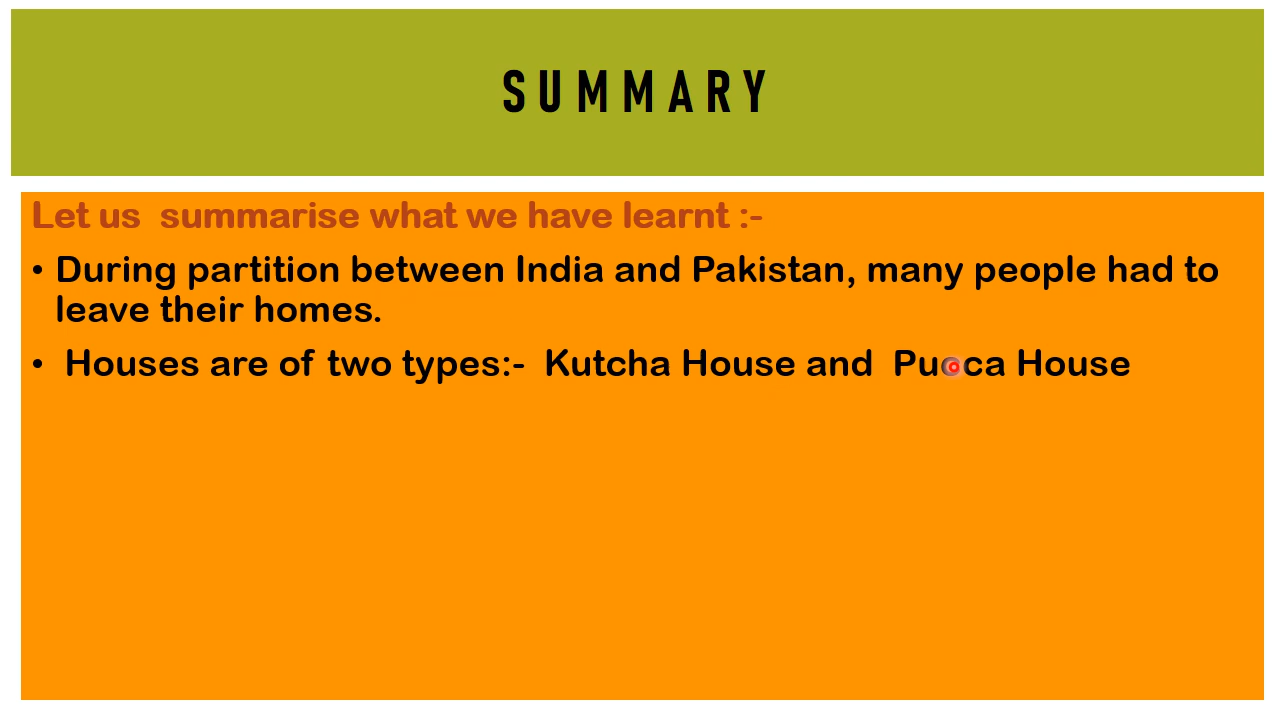 SUMMARY
Let us summarise what we have learnt :-
• During partition between India and Pakistan, many people had to
leave their homes.
• Houses are of two types:- Kutcha House and Pucca House